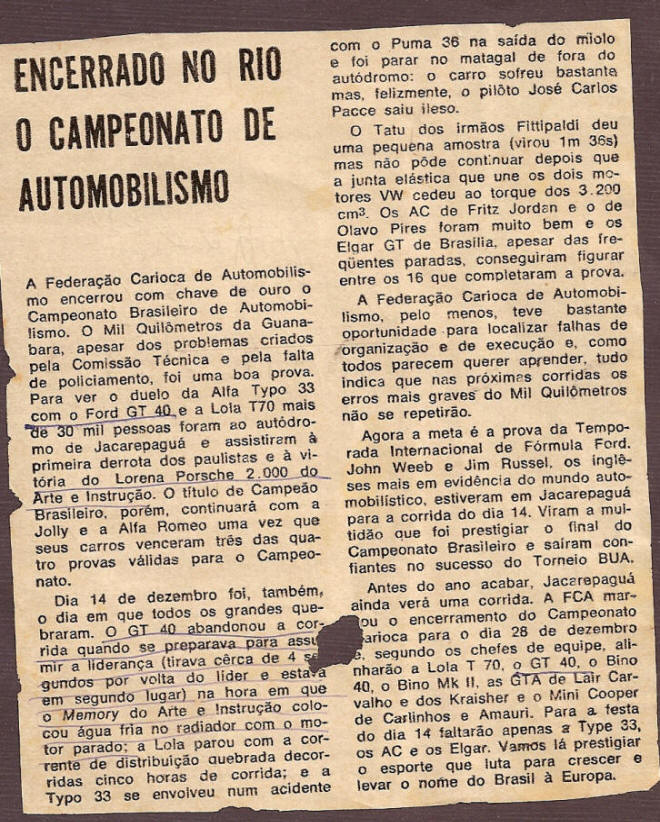 ENCERRADO NO RIO
O CAMPEONATO DE
AUTOMOBILISMO
A Federação Carioca de Automobilis-
mo encerrou com chave de ouro o
Campeonato Brasileiro de Automobi-
lismo. O Mil Quilômetros da Guana-
bara, apesar dos problemas criados
pela Comissão Técnica e pela falta
de policiamento, foi uma boa prova.
Para ver o duelo da Alfa Typo 33
com o Ford GT 40 e a Lola T70 mais
de 30 mil pessoas foram ao autódro-
mo de Jacarepaguá e assistiram à
primeira derrota dos paulistas e à vi-
tória do Lorena Porsche 2.000 do
Arte e Instrução. O título de Campeão
Brasileiro, porém, continuará com a
Jolly e a Alfa Romeo uma vez que
seus carros venceram três das qua-
tro provas válidas para o Campeo-
nato.
Dia 14 de dezembro foi, também,
o dia em que todos os grandes que-
braram. O GT 40 abandonou a cor-
rida quando se preparava para assu
mir a liderança (tirava cêrca de 4 se
gundos por volta do líder e estava
em segundo lugar) na hora em que
o Memory do Arte e Instrução colo-
cou água fria no radiador com o mo-
tor parado; a Lola parou com a cor-
rente de distribuição quebrada decor-
ridas cinco horas de corrida; e a
Typo 33 se envolveu num acidente
com o Puma 36 na saída do miolo
e foi parar no matagal de fora do
autódromo: o carro sofreu bastante
mas, felizmente, o pilôto José Carlos
Pacce saiu ileso.
O Tatu dos irmãos Fittipaldi deu
uma pequena amostra (virou 1m 36s)
mas não pôde continuar depois que
a junta elástica que une os dois mo-
tores VW cedeu ao torque dos 3.200
cm³. Os AC de Fritz Jordan e o de
Olavo Pires foram muito bem e os
Elgar GT de Brasília, apesar das fre-
qüentes paradas, conseguiram figurar
entre os 16 que completaram a prova.
A Federação Carioca de Automobi-
lismo, pelo menos, teve bastante
oportunidade para localizar falhas de
organização e de execução e, como
todos parecem querer aprender, tudo
indica que nas próximas corridas os
erros mais graves do Mil Quilômetros
não se repetirão.
Agora a meta é a prova da Tempo-
rada Internacional de Fórmula Ford.
John Weeb e Jim Russel, os inglê-
ses mais em evidência do mundo auto-
mobilístico, estiveram em Jacarepaguá
para a corrida do dia 14. Viram a mul-
tidão que foi prestigiar o final do
Campeonato Brasileiro e saíram con-
fiantes no sucesso do Torneio BUA.
Antes do ano acabar, Jacarepaguá
ainda verá uma corrida. A FCA mar-
ou o encerramento do Campeonato
arioca para o dia 28 de dezembro
e, segundo os chefes de equipe, ali-
nharão a Lola T 70, o GT 40, o Bino
40, o Bino Mk II, as GTA de Lair Car-
valho e dos Kraisher e o Mini Cooper
de Carlinhos e Amauri. Para a festa
do dia 14 faltarão apenas a Type 33,
os AC e os Elgar. Vamos lá prestigiar
o esporte que luta para crescer e
levar o nome do Brasil à Europa.